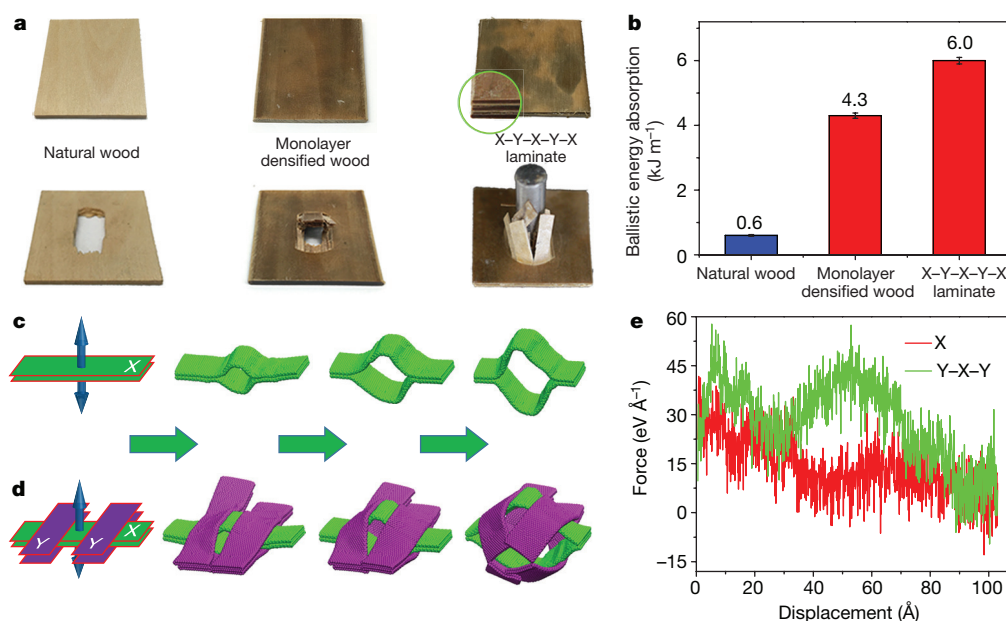 a
Natural wood
Monolayer
densified wood
X–Y–X–Y–X
laminate
b
Ballistic energy absorption
(kJ m⁻¹)
6
4
2
0
0.6
4.3
6.0
Natural wood
Monolayer
densified wood
X–Y–X–Y–X
laminate
c
X
d
Y
Y
X
e
Force (eV Å⁻¹)
60
45
30
15
0
–15
X
Y–X–Y
0
20
40
60
80
100
Displacement (Å)